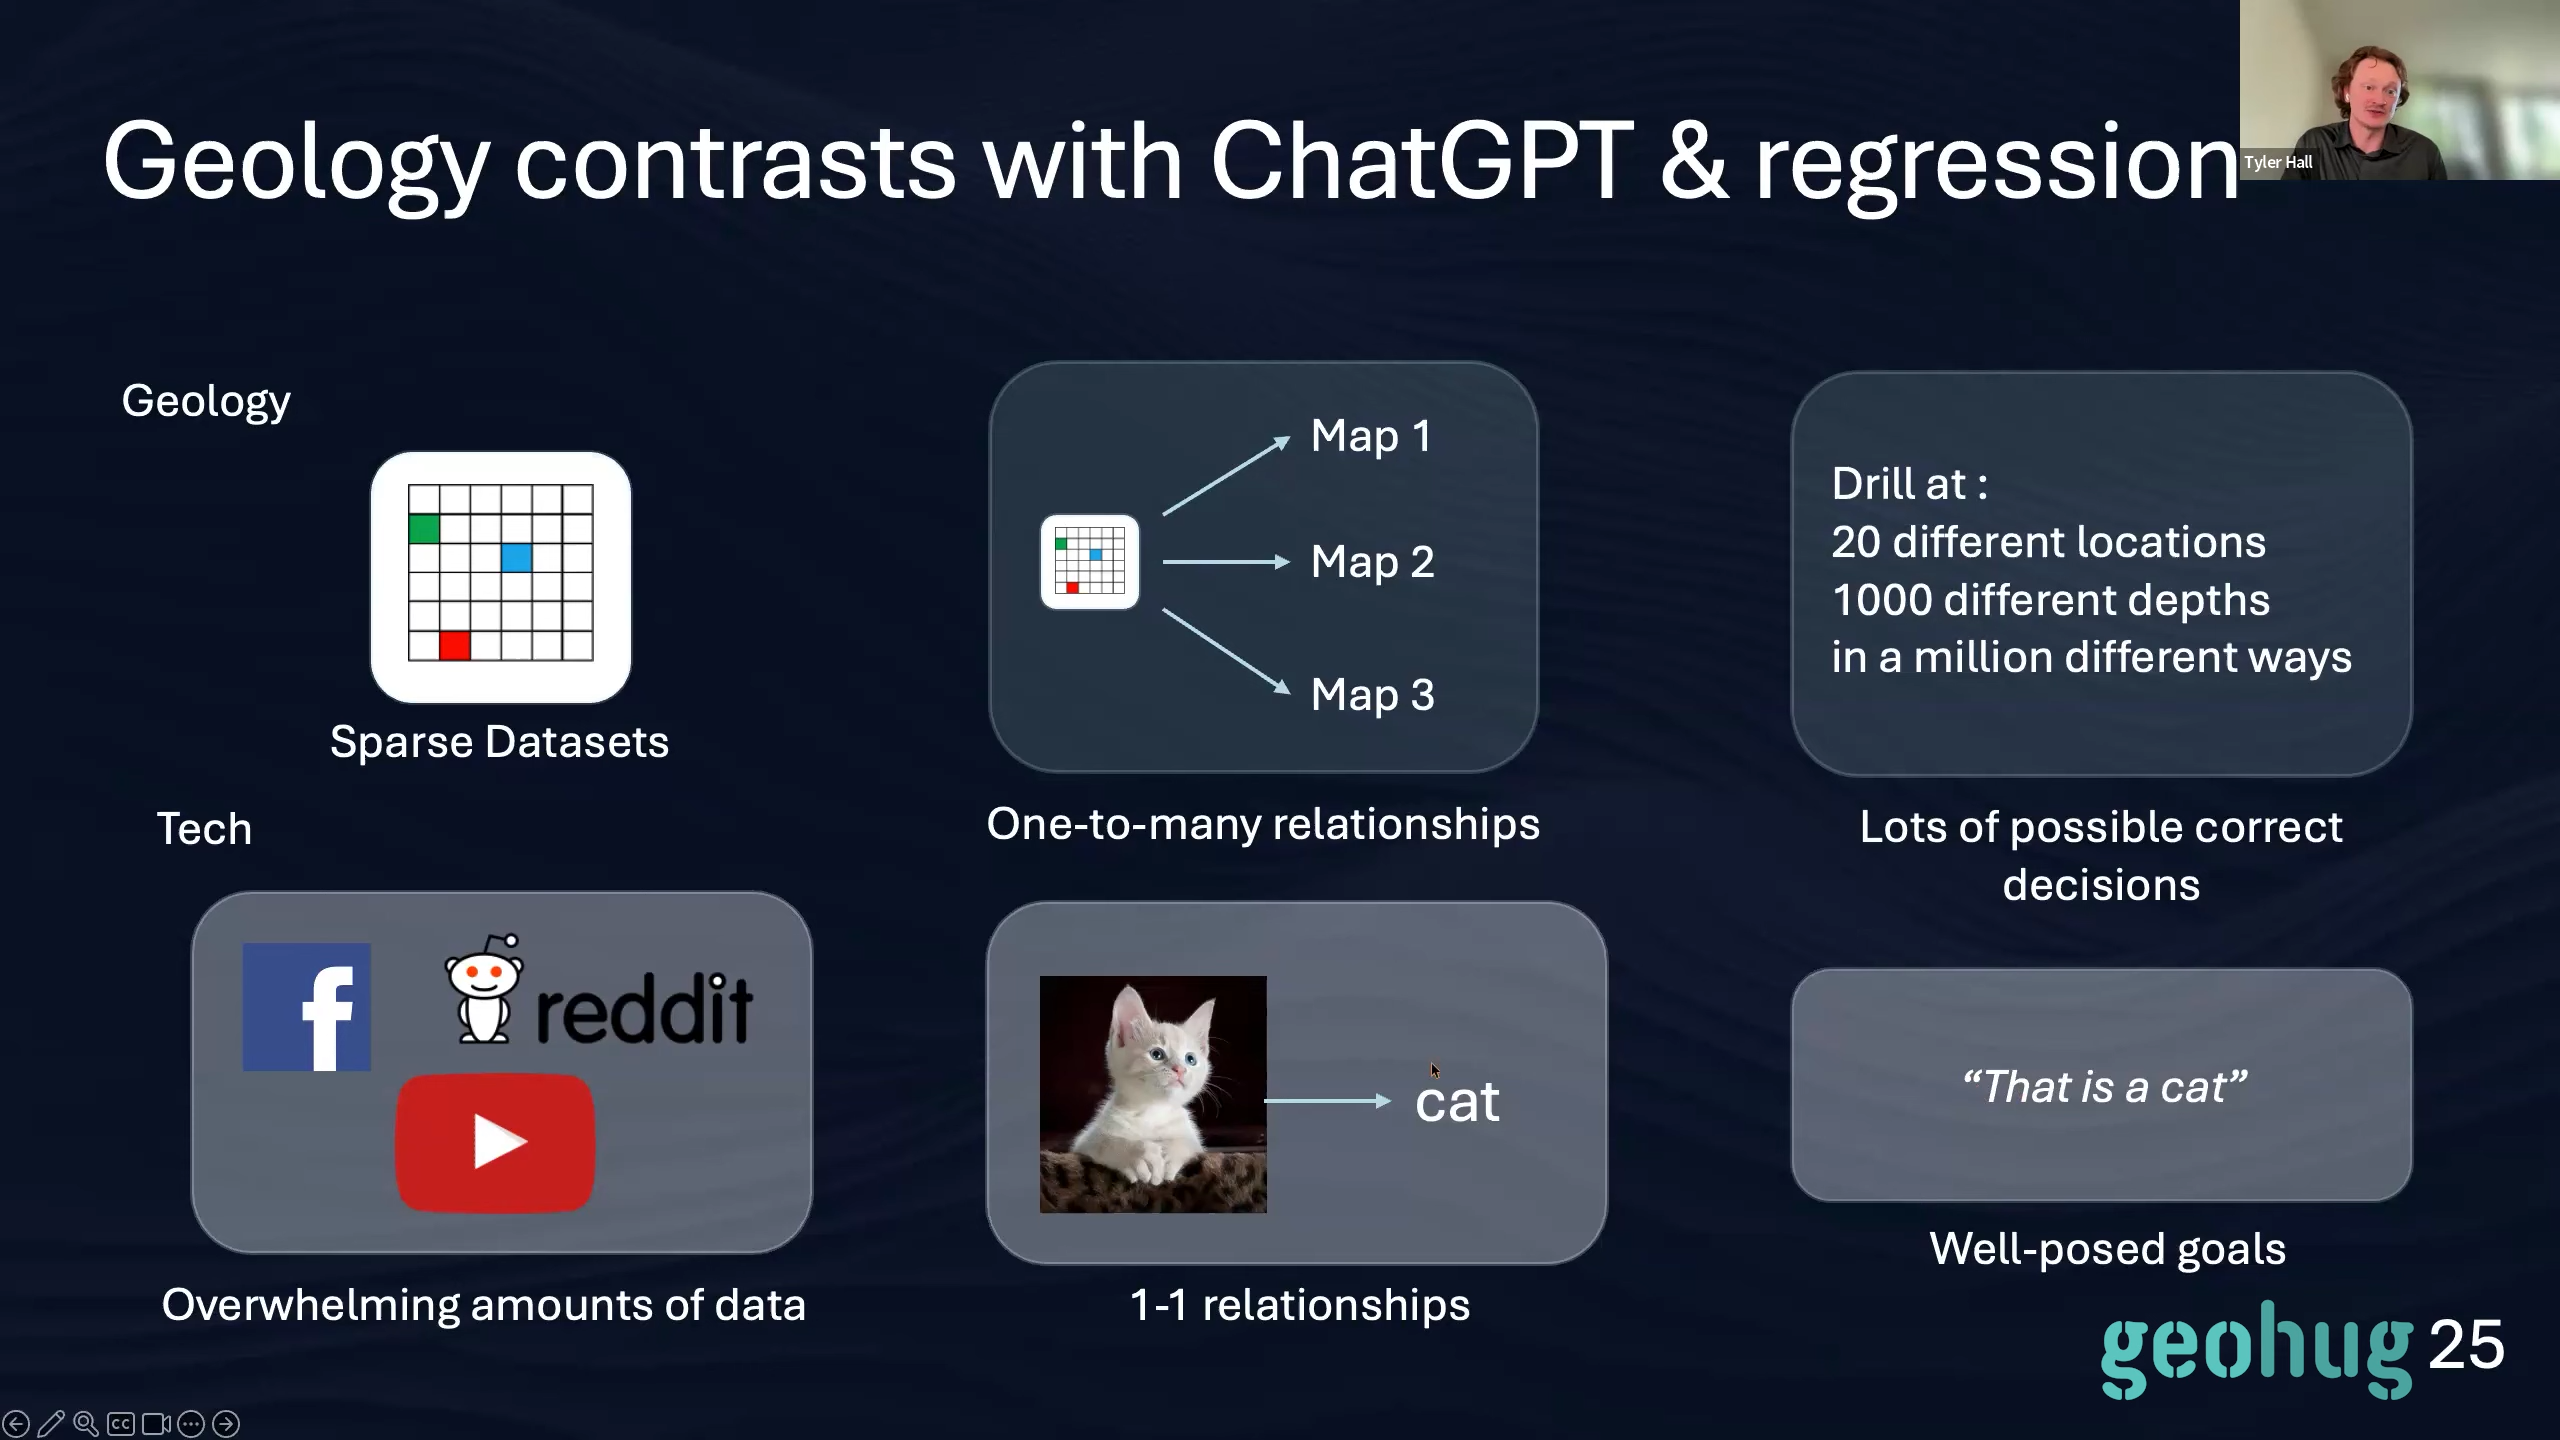 Geology contrasts with ChatGPT & regression
Tyler Hall
Geology
Sparse Datasets
Map 1
Map 2
Map 3
One-to-many relationships
Drill at :
20 different locations
1000 different depths
in a million different ways
Lots of possible correct
decisions
Tech
f
reddit
Overwhelming amounts of data
cat
1-1 relationships
“That is a cat”
Well-posed goals
geohug 25
CC